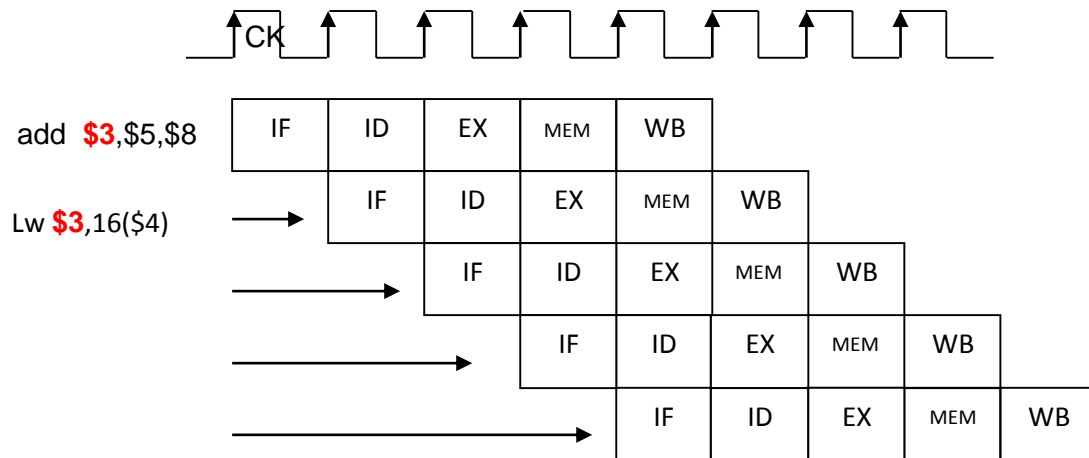 CK
add $3,$5,$8 IF ID EX MEM WB
IF ID EX MEM WB
Lw $3,16($4)
IF ID EX MEM WB
IF ID EX MEM WB
IF ID EX MEM WB